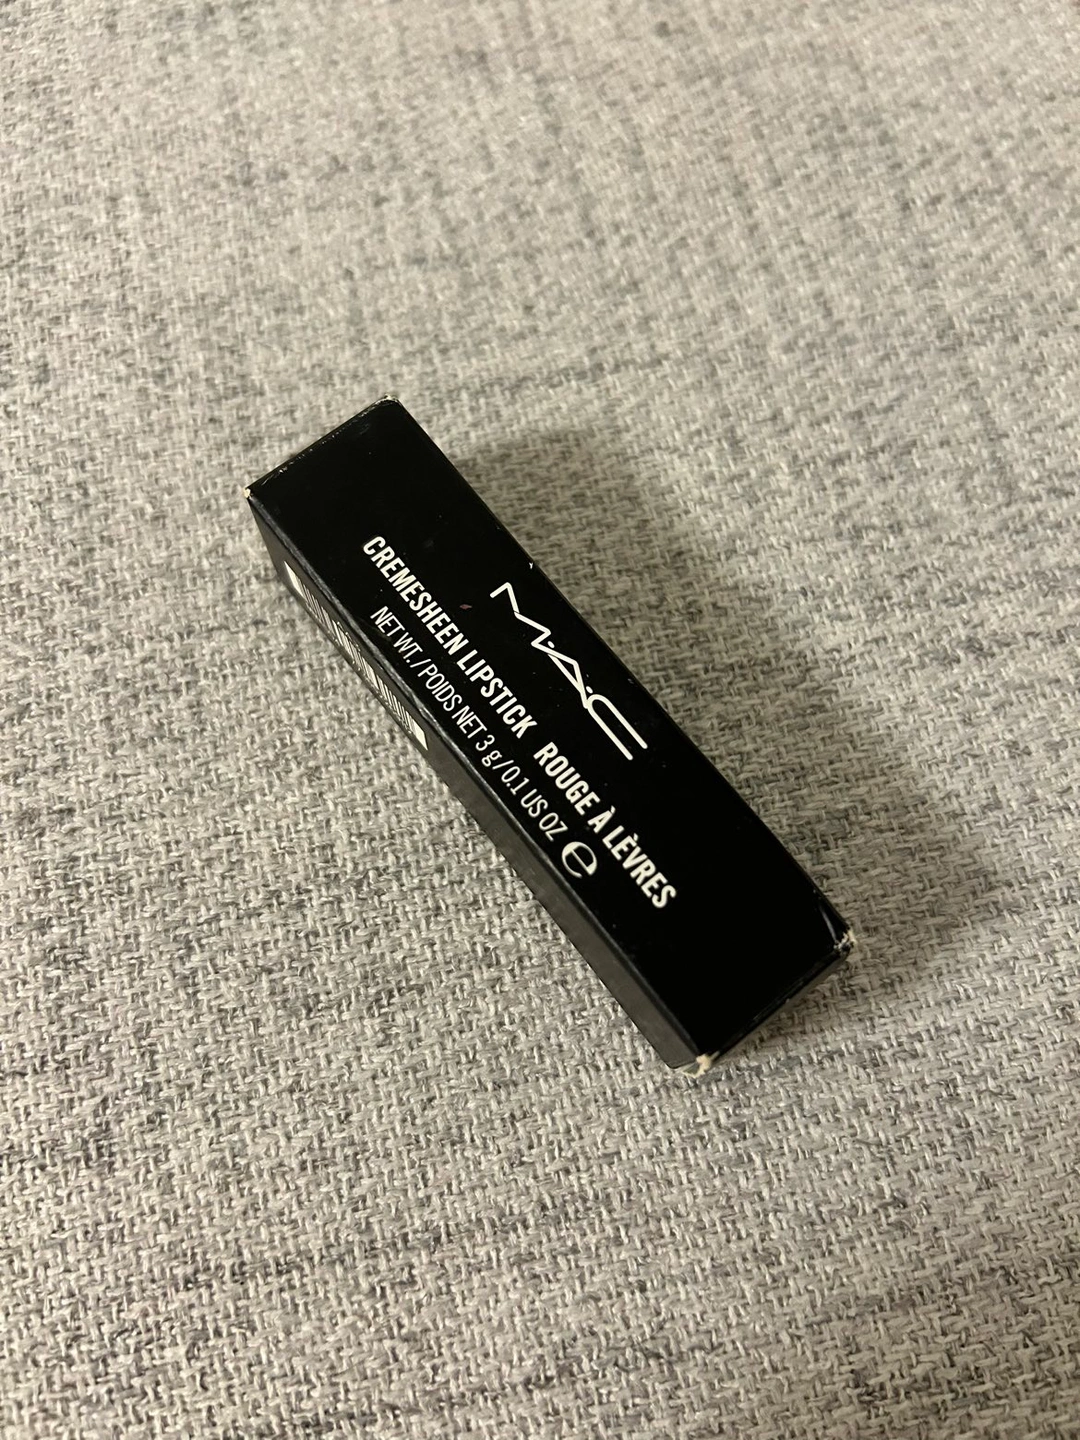 MAC
CREMESHEEN LIPSTICK ROUGE À LÈVRES
NET WT. / POIDS NET 3 g / 0.1 US OZ e